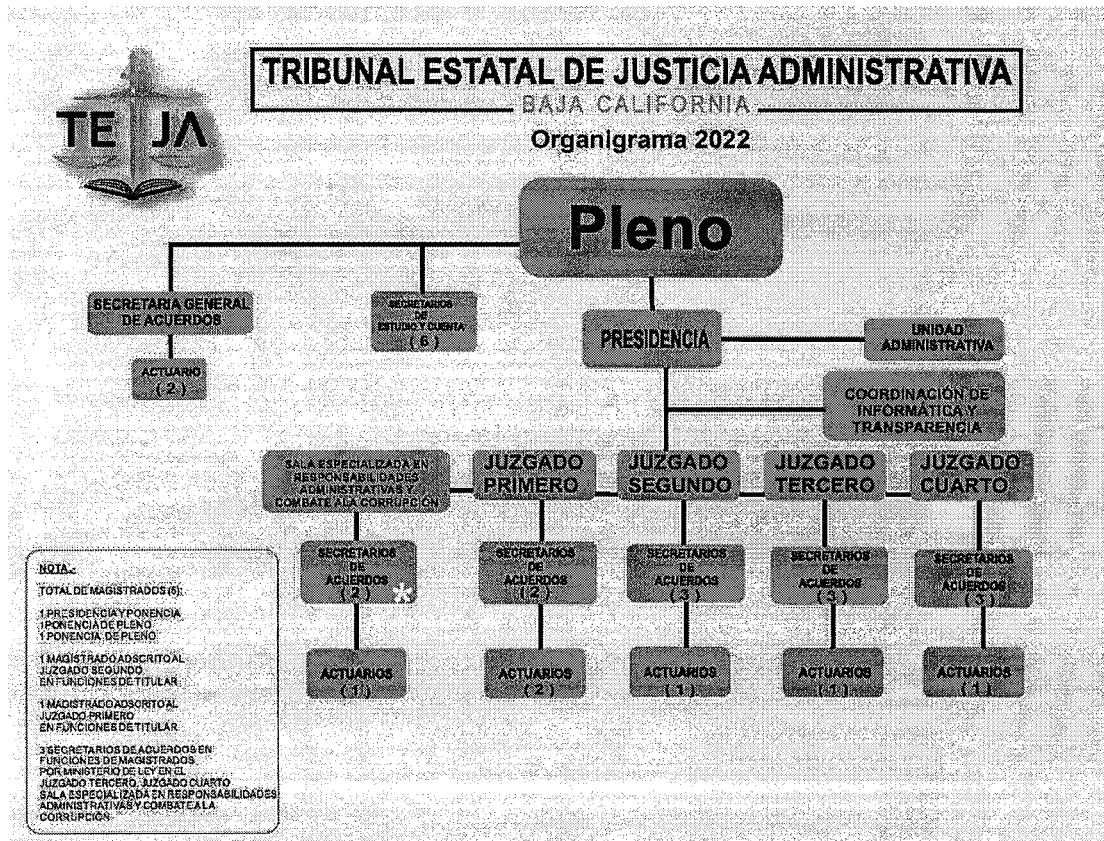 TEJA
TRIBUNAL ESTATAL DE JUSTICIA ADMINISTRATIVA
BAJA CALIFORNIA
Organigrama 2022
Pleno
SECRETARIA GENERAL
DE ACUERDOS
SECRETARIOS
DE
ESTUDIO Y CUENTA
( 6 )
ACTUARIO
( 2 )
PRESIDENCIA
UNIDAD
ADMINISTRATIVA
COORDINACIÓN DE
INFORMÁTICA Y
TRANSPARENCIA
SALA ESPECIALIZADA EN
RESPONSABILIDADES
ADMINISTRATIVAS Y
COMBATE ALA CORRUPCIÓN
JUZGADO
PRIMERO
JUZGADO
SEGUNDO
JUZGADO
TERCERO
JUZGADO
CUARTO
SECRETARIOS
DE
ACUERDOS
( 2 ) *
SECRETARIOS
DE
ACUERDOS
( 2 )
SECRETARIOS
DE
ACUERDOS
( 3 )
SECRETARIOS
DE
ACUERDOS
( 3 )
SECRETARIOS
DE
ACUERDOS
( 3 )
ACTUARIOS
( 1 )
ACTUARIOS
( 2 )
ACTUARIOS
( 1 )
ACTUARIOS
( 1 )
ACTUARIOS
( 1 )
NOTA.-
TOTAL DE MAGISTRADOS
1 PRESIDENCIA Y PONENCIA
1 PONENCIA DE PLENO
1 PONENCIA DE PLENO
1 MAGISTRADO ADSCRITO AL
JUZGADO SEGUNDO
EN FUNCIONES DE TITULAR
1 MAGISTRADO ADSCRITO AL
JUZGADO PRIMERO
EN FUNCIONES DE TITULAR
3 SECRETARIOS DE ACUERDOS EN
FUNCIONES DE MAGISTRADOS
POR MINISTERIO DE LEY EN EL
JUZGADO TERCERO, JUZGADO CUARTO
SALA ESPECIALIZADA EN RESPONSABILIDADES
ADMINISTRATIVAS Y COMBATE A LA
CORRUPCIÓN